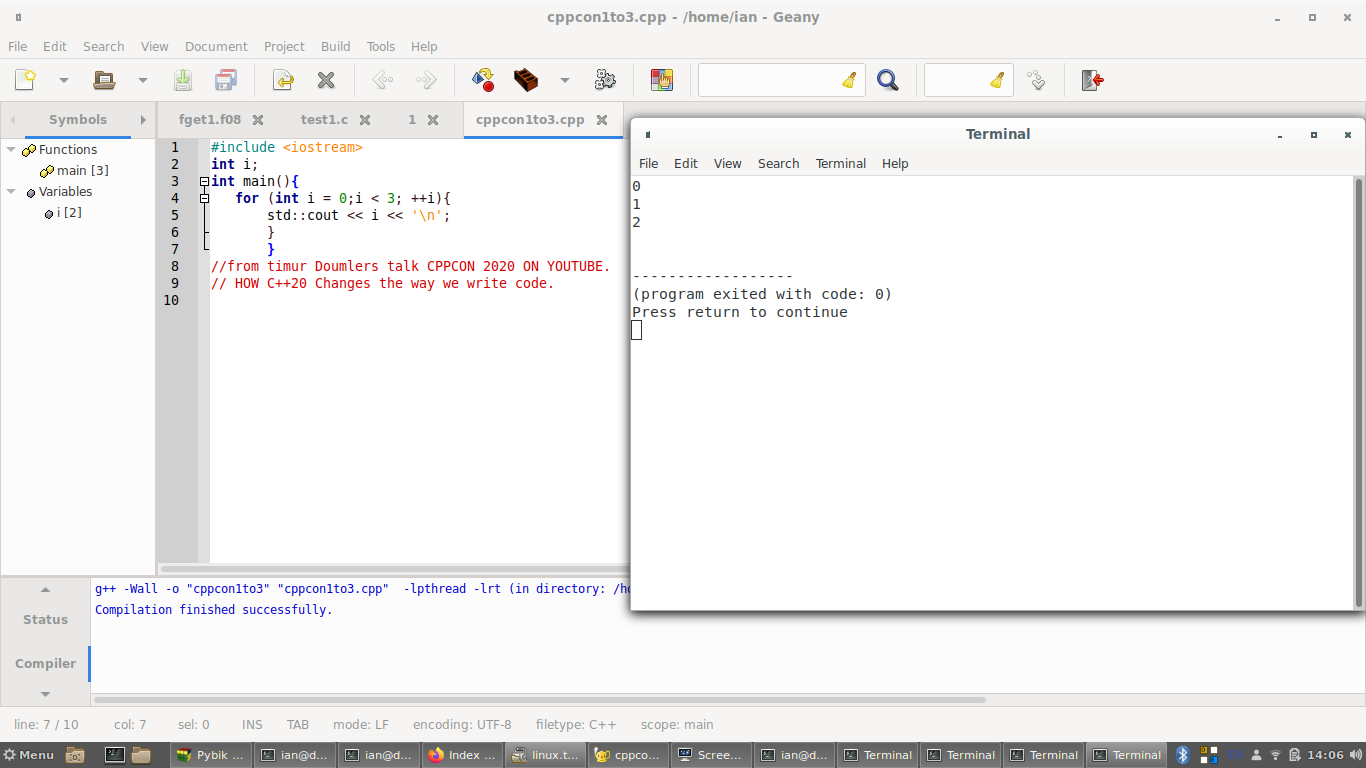 cppcon1to3.cpp - /home/ian - Geany
File Edit Search View Document Project Build Tools Help
Symbols
fget1.f08 test1.c 1 cppcon1to3.cpp
Functions
main [3]
Variables
i [2]
1 #include <iostream>
2 int i;
3 int main(){
4 for (int i = 0;i < 3; ++i){
5 std::cout << i << '\n';
6 }
7 }
8 //from timur Doumlers talk CPPCON 2020 ON YOUTUBE.
9 // HOW C++20 Changes the way we write code.
10
Terminal
File Edit View Search Terminal Help
0
1
2
------------------
(program exited with code: 0)
Press return to continue
Status
Compiler
g++ -Wall -o "cppcon1to3" "cppcon1to3.cpp" -lpthread -lrt (in directory: /ho
Compilation finished successfully.
line: 7 / 10 col: 7 sel: 0 INS TAB mode: LF encoding: UTF-8 filetype: C++ scope: main
Menu Pybik ... ian@d... ian@d... Index ... linux.t... cppco... Scree... ian@d... Terminal Terminal Terminal Terminal 14:06